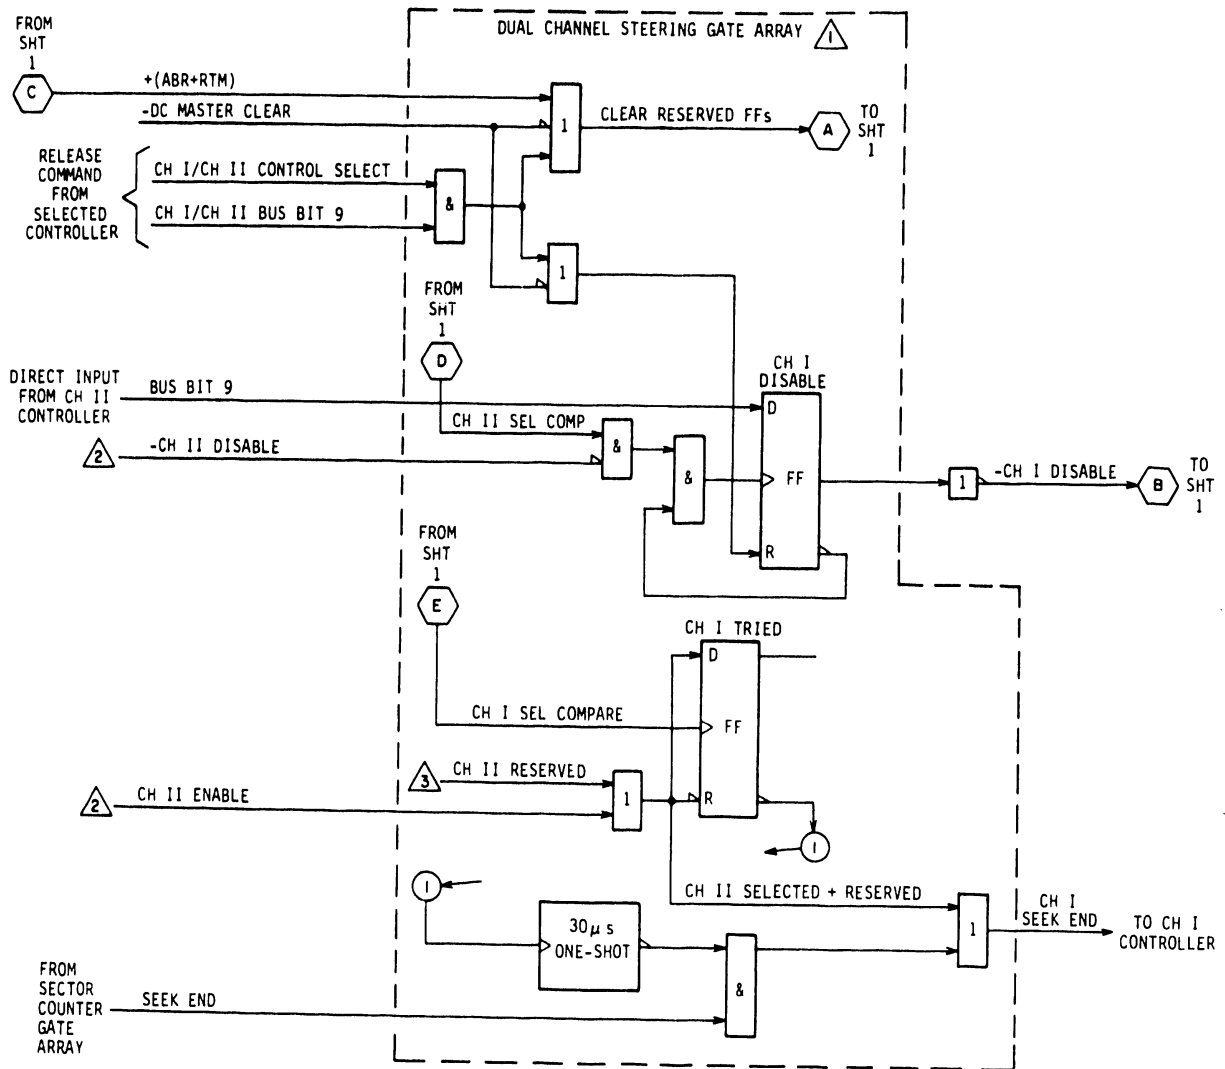 FROM
SHT
1
C
DUAL CHANNEL STEERING GATE ARRAY 1
+(ABR+RTM)
-DC MASTER CLEAR
1
CLEAR RESERVED FFs
A
TO
SHT
1
RELEASE
COMMAND
FROM
SELECTED
CONTROLLER
CH I/CH II CONTROL SELECT
CH I/CH II BUS BIT 9
&
1
FROM
SHT
1
D
CH I
DISABLE
DIRECT INPUT
FROM CH II
CONTROLLER
BUS BIT 9
D
CH II SEL COMP
2
-CH II DISABLE
&
&
FF
R
1
-CH I DISABLE
B
TO
SHT
1
FROM
SHT
1
E
CH I TRIED
D
CH I SEL COMPARE
FF
3
CH II RESERVED
2
CH II ENABLE
1
R
I
I
CH II SELECTED + RESERVED
30μs
ONE-SHOT
&
1
CH I
SEEK END
TO CH I
CONTROLLER
FROM
SECTOR
COUNTER
GATE
ARRAY
SEEK END